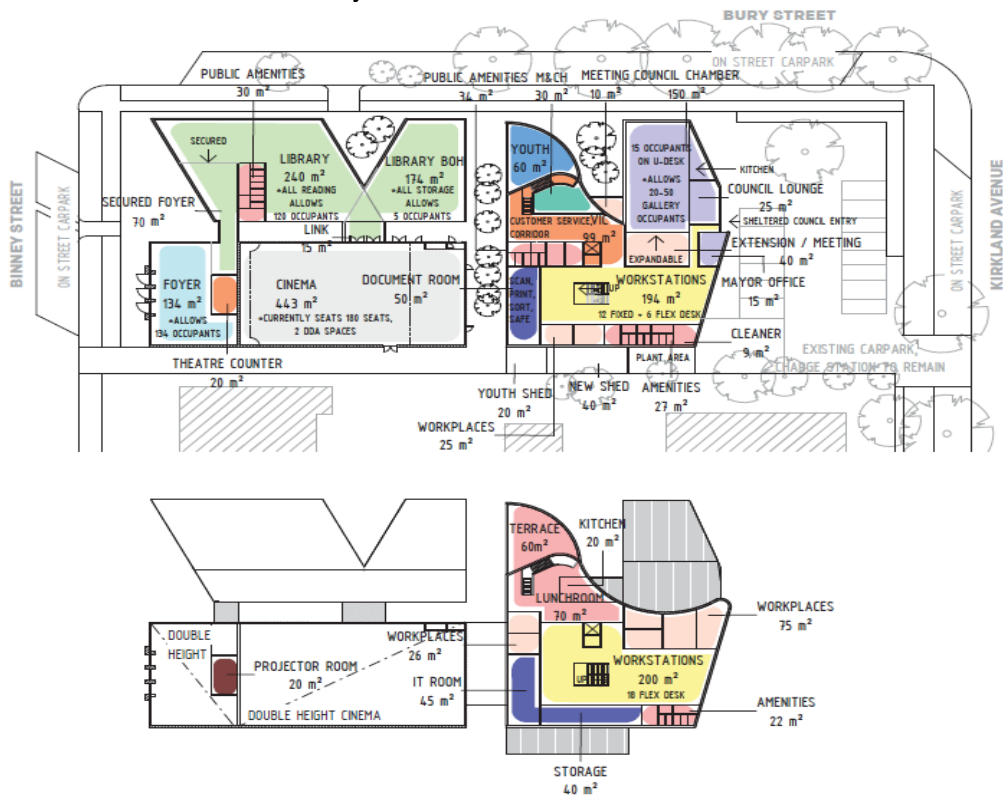 BURY STREET
ON STREET CARPARK
PUBLIC AMENITIES
30 m²
PUBLIC AMENITIES
34 m²
M&CH
30 m²
MEETING
10 m²
COUNCIL CHAMBER
150 m²
SECURED
LIBRARY
240 m²
*ALL READING
ALLOWS
120 OCCUPANTS
LIBRARY BOH
174 m²
*ALL STORAGE
ALLOWS
5 OCCUPANTS
YOUTH
60 m²
15 OCCUPANTS
ON U-DESK
*ALLOWS
20-50
GALLERY
OCCUPANTS
KITCHEN
COUNCIL LOUNGE
25 m²
SECURED FOYER
70 m²
LINK
15 m²
CUSTOMER SERVICE,VIC,
CORRIDOR
99 m²
SHELTERED COUNCIL ENTRY
EXTENSION / MEETING
40 m²
EXPANDABLE
BINNEY STREET
ON STREET CARPARK
ON STREET CARPARK
KIRKLAND AVENUE
FOYER
134 m²
*ALLOWS
134 OCCUPANTS
CINEMA
443 m²
*CURRENTLY SEATS 180 SEATS,
2 DDA SPACES
DOCUMENT ROOM
50 m²
SCAN,
PRINT,
SORT,
SAFE
UP
WORKSTATIONS
194 m²
12 FIXED + 6 FLEX DESK
MAYOR OFFICE
15 m²
CLEANER
9 m²
THEATRE COUNTER
20 m²
PLANT AREA
EXISTING CARPARK,
CHARGE STATION TO REMAIN
YOUTH SHED
20 m²
NEW SHED
40 m²
AMENITIES
27 m²
WORKPLACES
25 m²
TERRACE
60m²
KITCHEN
20 m²
LUNCHROOM
70 m²
WORKPLACES
75 m²
DOUBLE
HEIGHT
PROJECTOR ROOM
20 m²
WORKPLACES
26 m²
IT ROOM
45 m²
UP
WORKSTATIONS
200 m²
18 FLEX DESK
DOUBLE HEIGHT CINEMA
AMENITIES
22 m²
STORAGE
40 m²